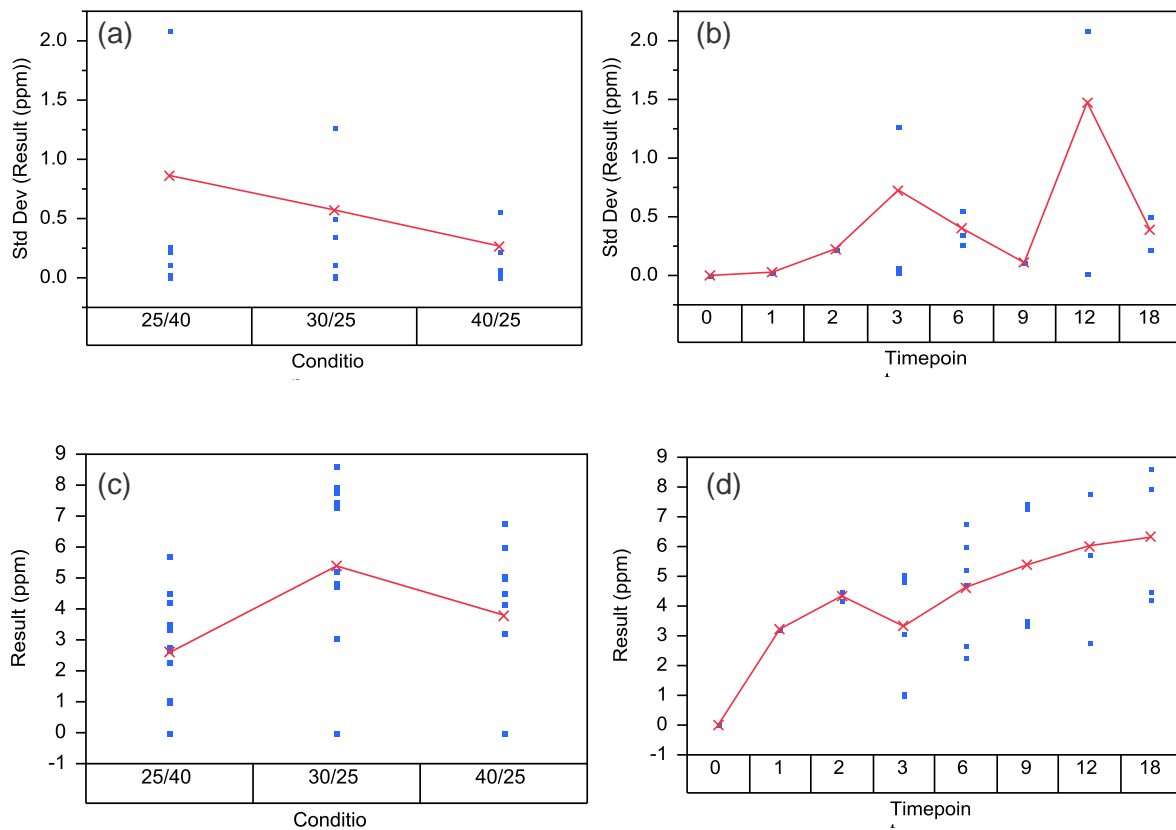 (a)
Std Dev (Result (ppm))
2.0
1.5
1.0
0.5
0.0
25/40 30/25 40/25
Conditio
(b)
Std Dev (Result (ppm))
2.0
1.5
1.0
0.5
0.0
0 1 2 3 6 9 12 18
Timepoin
(c)
Result (ppm)
9
8
7
6
5
4
3
2
1
0
-1
25/40 30/25 40/25
Conditio
(d)
Result (ppm)
9
8
7
6
5
4
3
2
1
0
-1
0 1 2 3 6 9 12 18
Timepoin